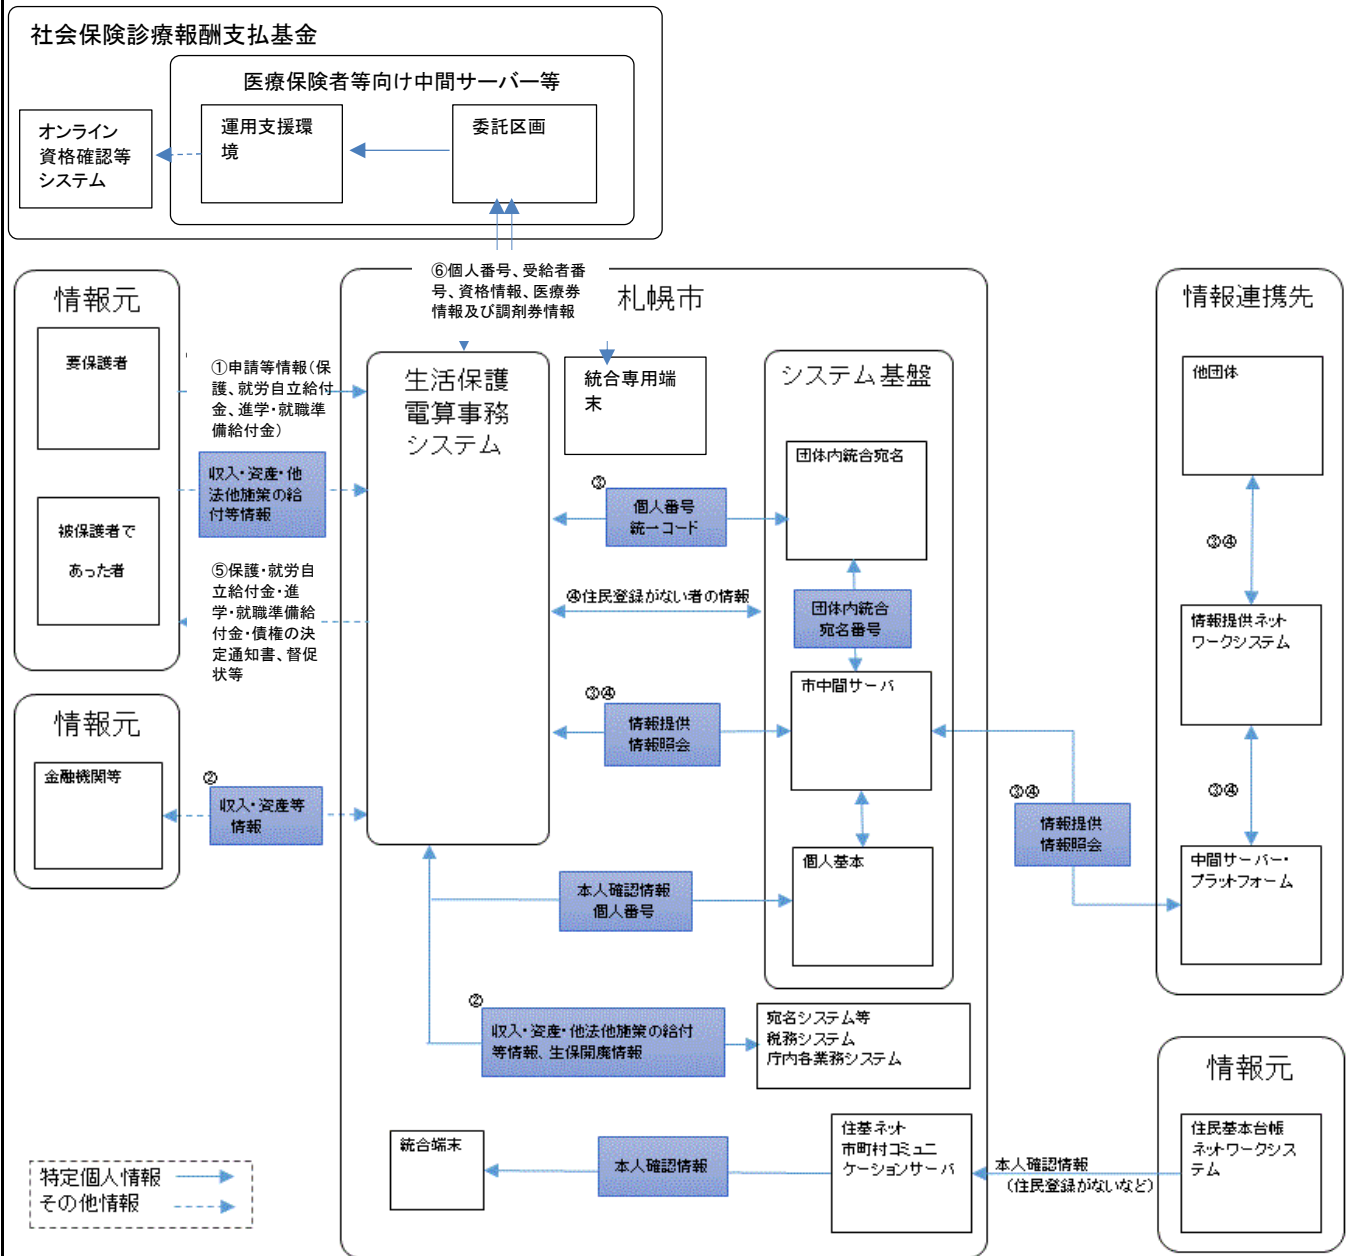 社会保険診療報酬支払基金
医療保険者等向け中間サーバー等
オンライン
資格確認等
システム
運用支援環
境
委託区画
⑥個人番号、受給者番
号、資格情報、医療券
情報及び調剤券情報
札幌市
情報元
要保護者
被保護者で
あった者
①申請等情報(保
護、就労自立給付
金、進学・就職準
備給付金)
収入・資産・他
法他施策の給
付等情報
⑤保護・就労自
立給付金・進
学・就職準備給
付金・債権の決
定通知書、督促
状等
生活保護
電算事務
システム
統合専用端
末
システム基盤
団体内統合宛名
③
個人番号
統一コード
④住民登録がない者の情報
団体内統合
宛名番号
市中間サーバ
③④
情報提供
情報照会
個人基本
本人確認情報
個人番号
情報元
金融機関等
②
収入・資産等
情報
②
収入・資産・他法他施策の給付
等情報、生保開廃情報
宛名システム等
税務システム
庁内各業務システム
情報連携先
他団体
③④
情報提供ネット
ワークシステム
③④
中間サーバー・
プラットフォーム
③④
情報提供
情報照会
統合端末
本人確認情報
住基ネット
市町村コミュニ
ケーションサーバ
本人確認情報
(住民登録がないなど)
情報元
住民基本台帳
ネットワークシス
テム
特定個人情報
その他情報